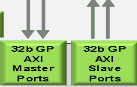 32b GP
AXI
Master
Ports
32b GP
AXI
Slave
Ports